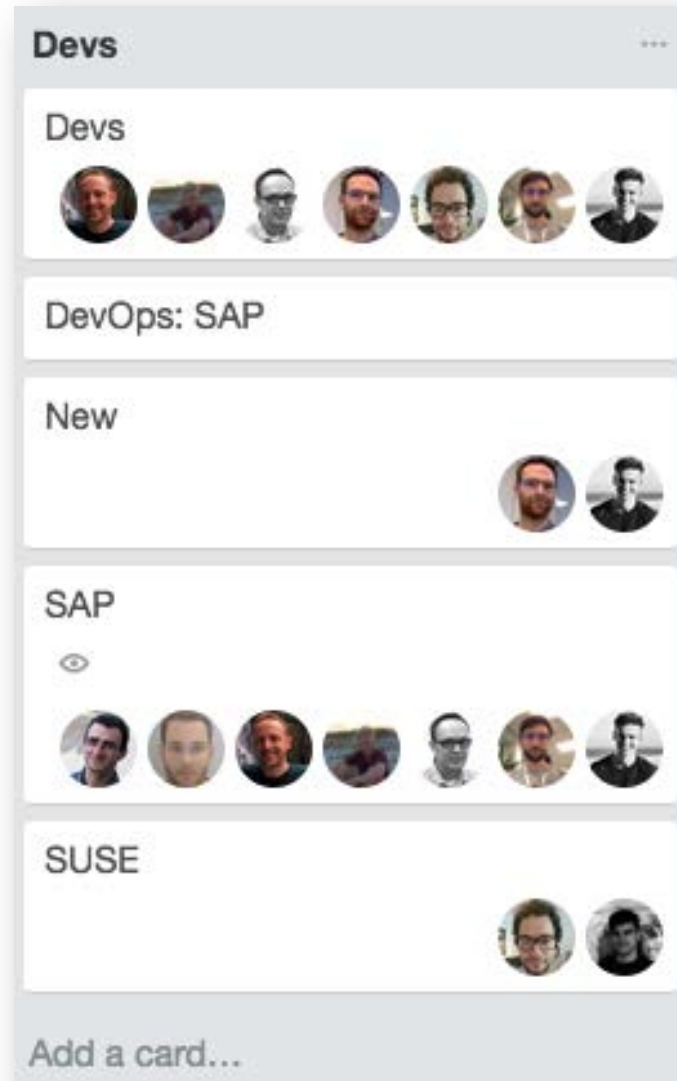 Devs
Devs
DevOps: SAP
New
SAP
SUSE
Add a card...